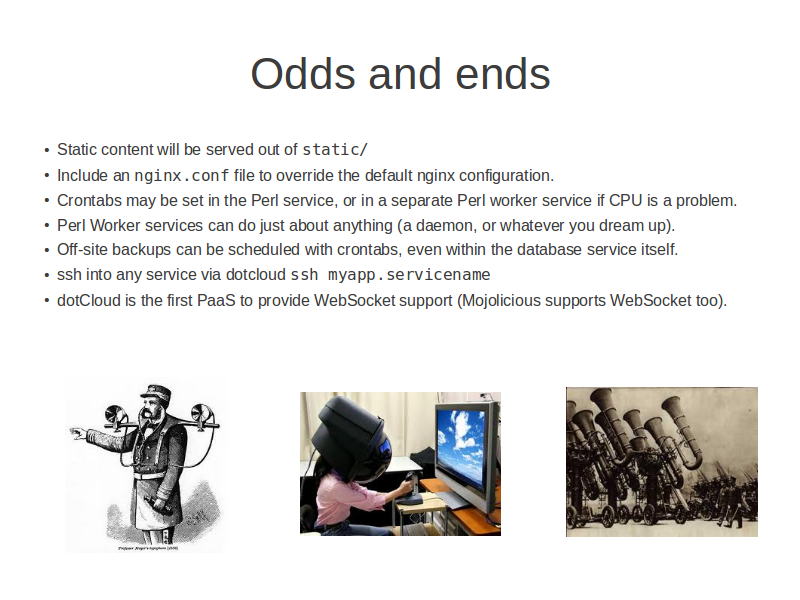 Odds and ends
• Static content will be served out of static/
• Include an nginx.conf file to override the default nginx configuration.
• Crontabs may be set in the Perl service, or in a separate Perl worker service if CPU is a problem.
• Perl Worker services can do just about anything (a daemon, or whatever you dream up).
• Off-site backups can be scheduled with crontabs, even within the database service itself.
• ssh into any service via dotcloud ssh myapp.servicename
• dotCloud is the first PaaS to provide WebSocket support (Mojolicious supports WebSocket too).